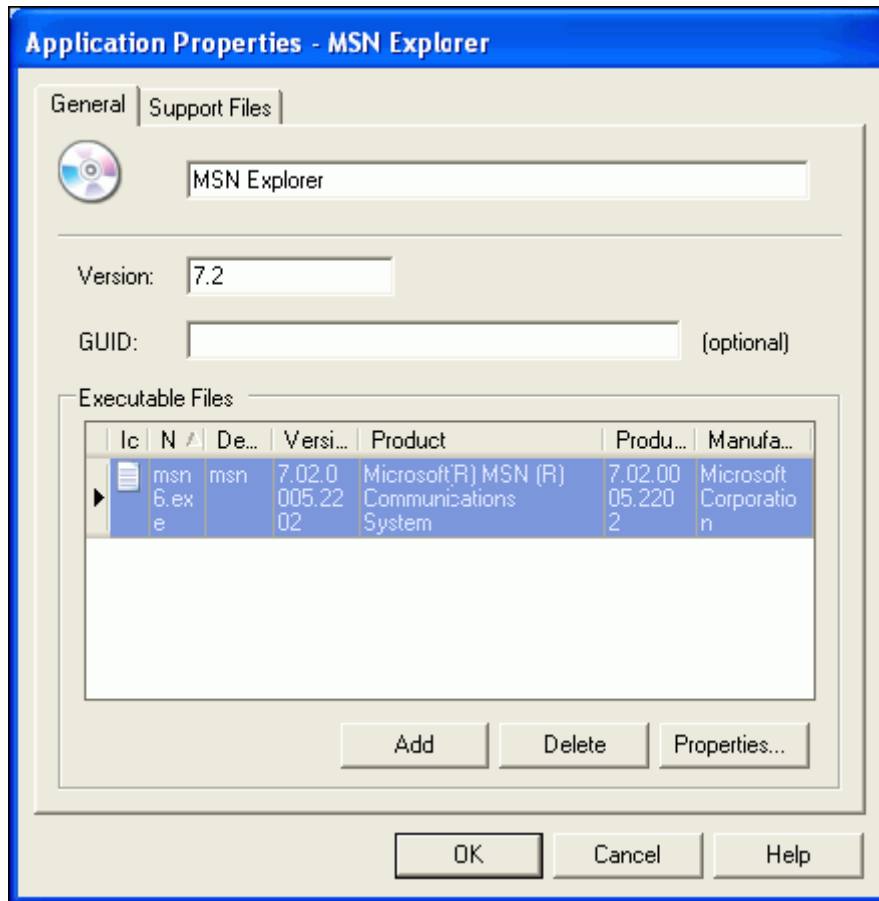 Application Properties - MSN Explorer
General Support Files
MSN Explorer
Version: 7.2
GUID: (optional)
Executable Files
Ic N De... Versi... Product Produ... Manufa...
msn msn 7.02.0 Microsoft(R) MSN (R) 7.02.00 Microsoft
6.ex 005.22 Communications 05.220 Corporatio
e 02 System 2 n
Add Delete Properties...
OK Cancel Help